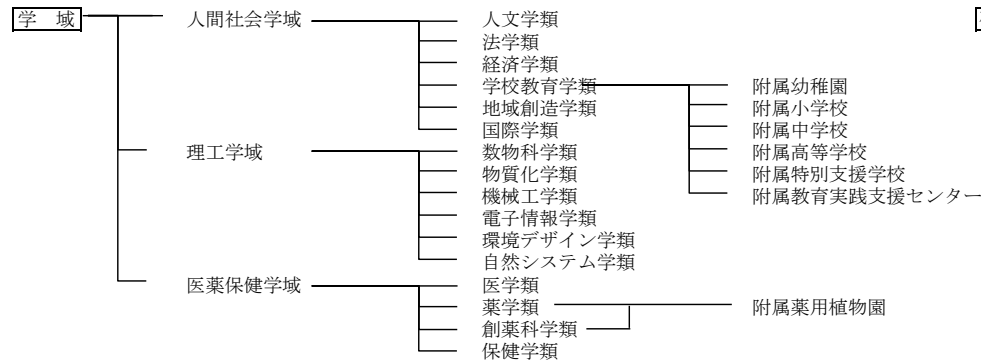 学　域
人間社会学域
人文学類
法学類
経済学類
学校教育学類
附属幼稚園
地域創造学類
附属小学校
附属中学校
国際学類
附属高等学校
理工学域
数物科学類
附属特別支援学校
物質化学類
附属教育実践支援センター
機械工学類
電子情報学類
環境デザイン学類
自然システム学類
医薬保健学域
医学類
薬学類
附属薬用植物園
創薬科学類
保健学類